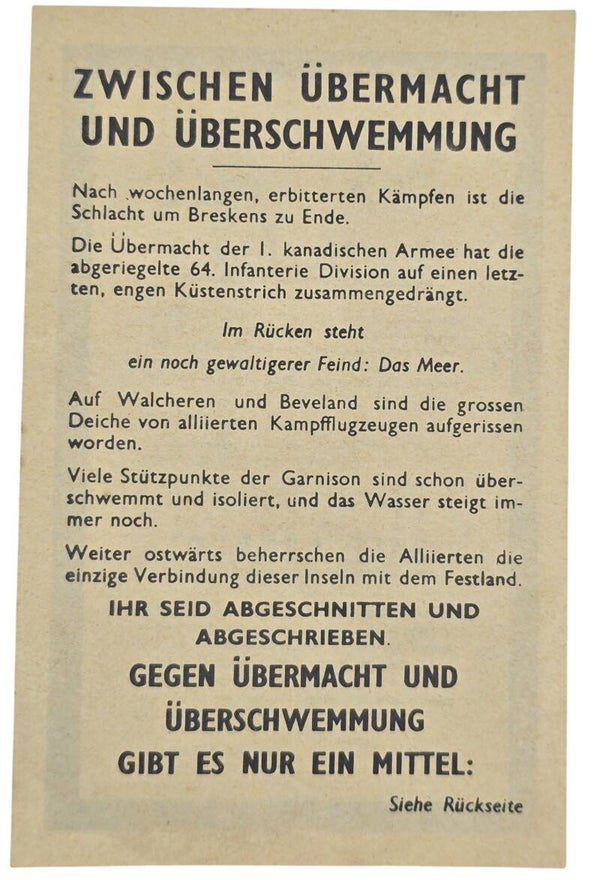 ZWISCHEN ÜBERMACHT
UND ÜBERSCHWEMMUNG
Nach wochenlangen, erbitterten Kämpfen ist die
Schlacht um Breskens zu Ende.
Die Übermacht der 1. kanadischen Armee hat die
abgeriegelte 64. Infanterie Division auf einen letz-
ten, engen Küstenstrich zusammengedrängt.
Im Rücken steht
ein noch gewaltigerer Feind: Das Meer.
Auf Walcheren und Beveland sind die grossen
Deiche von alliierten Kampfflugzeugen aufgerissen
worden.
Viele Stützpunkte der Garnison sind schon über-
schwemmt und isoliert, und das Wasser steigt im-
mer noch.
Weiter ostwärts beherrschen die Alliierten die
einzige Verbindung dieser Inseln mit dem Festland.
IHR SEID ABGESCHNITTEN UND
ABGESCHRIEBEN.
GEGEN ÜBERMACHT UND
ÜBERSCHWEMMUNG
GIBT ES NUR EIN MITTEL:
Siehe Rückseite